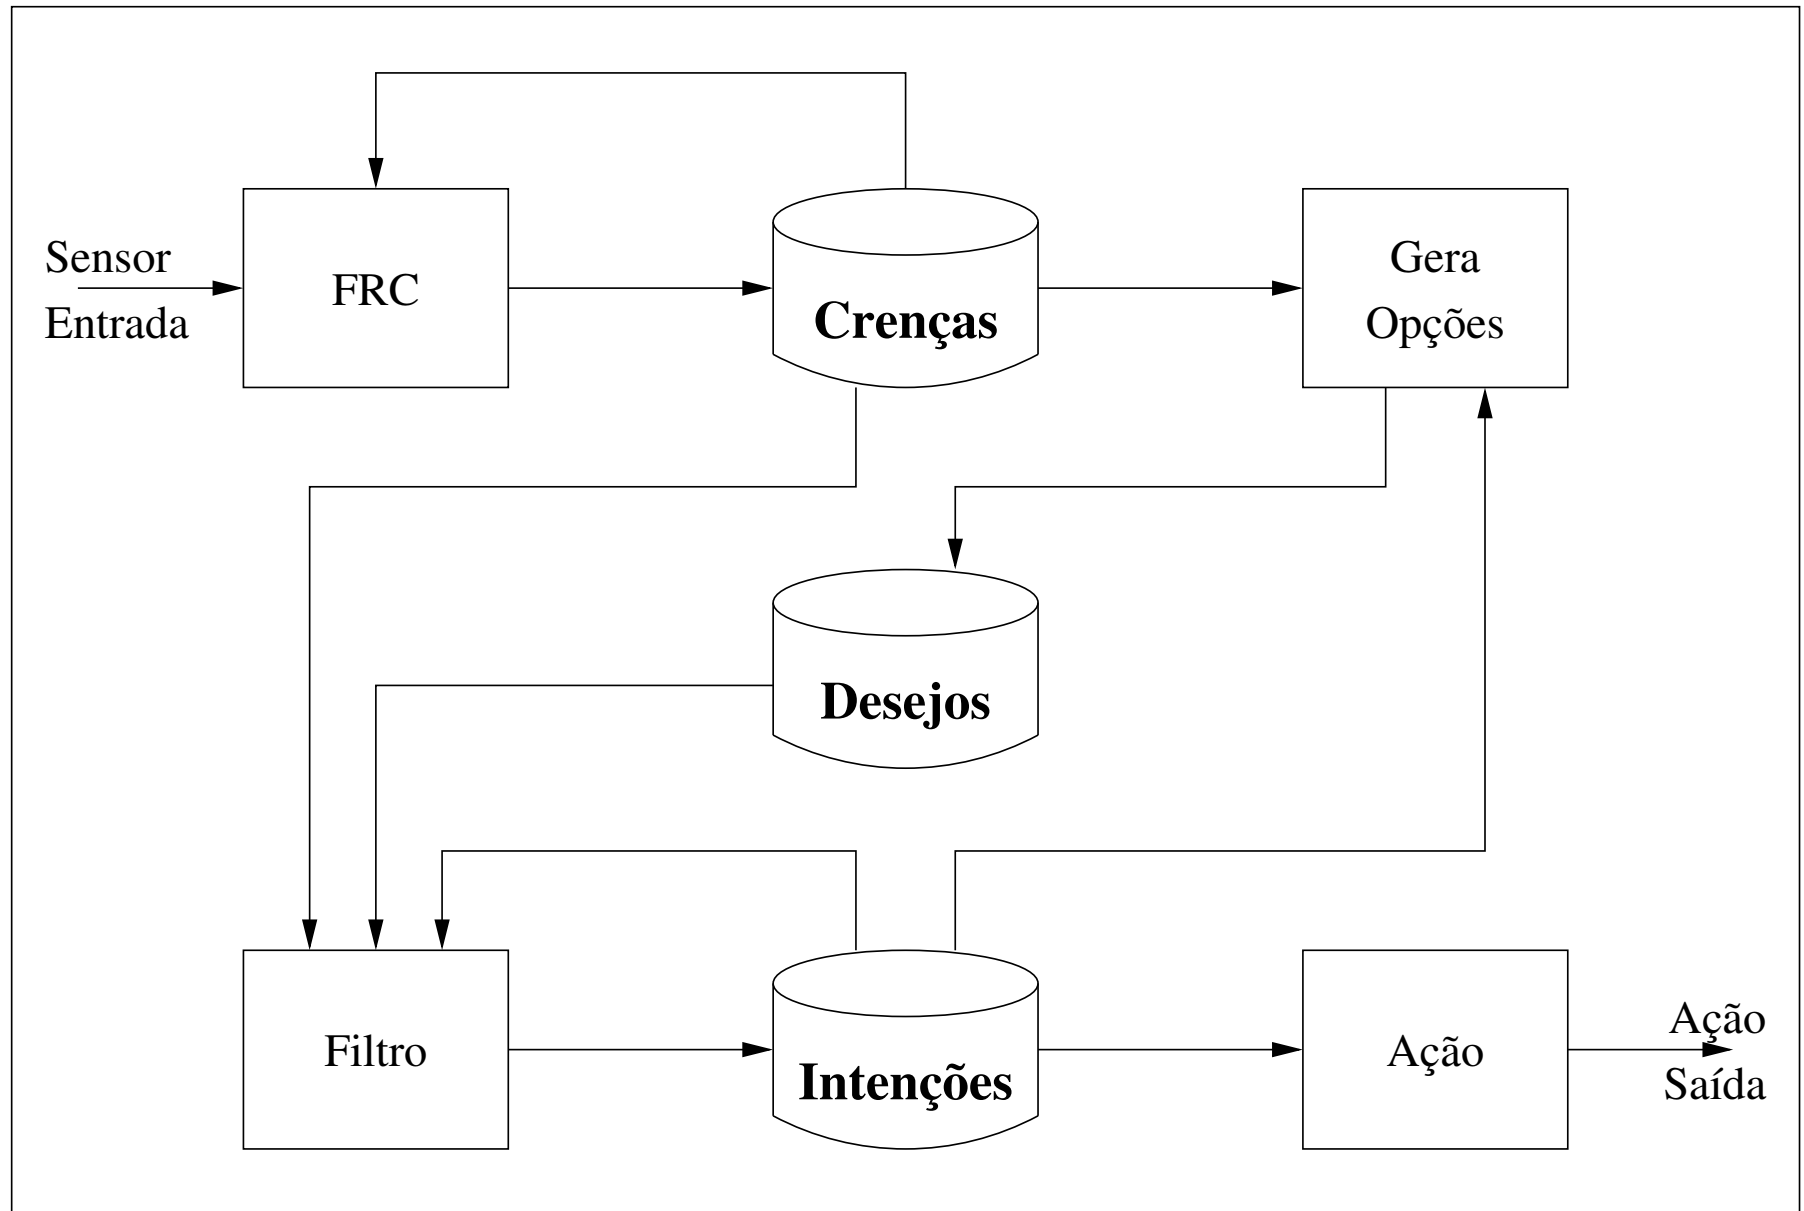 Sensor
Entrada
FRC
Crenças
Gera
Opções
Desejos
Filtro
Intenções
Ação
Ação
Saída